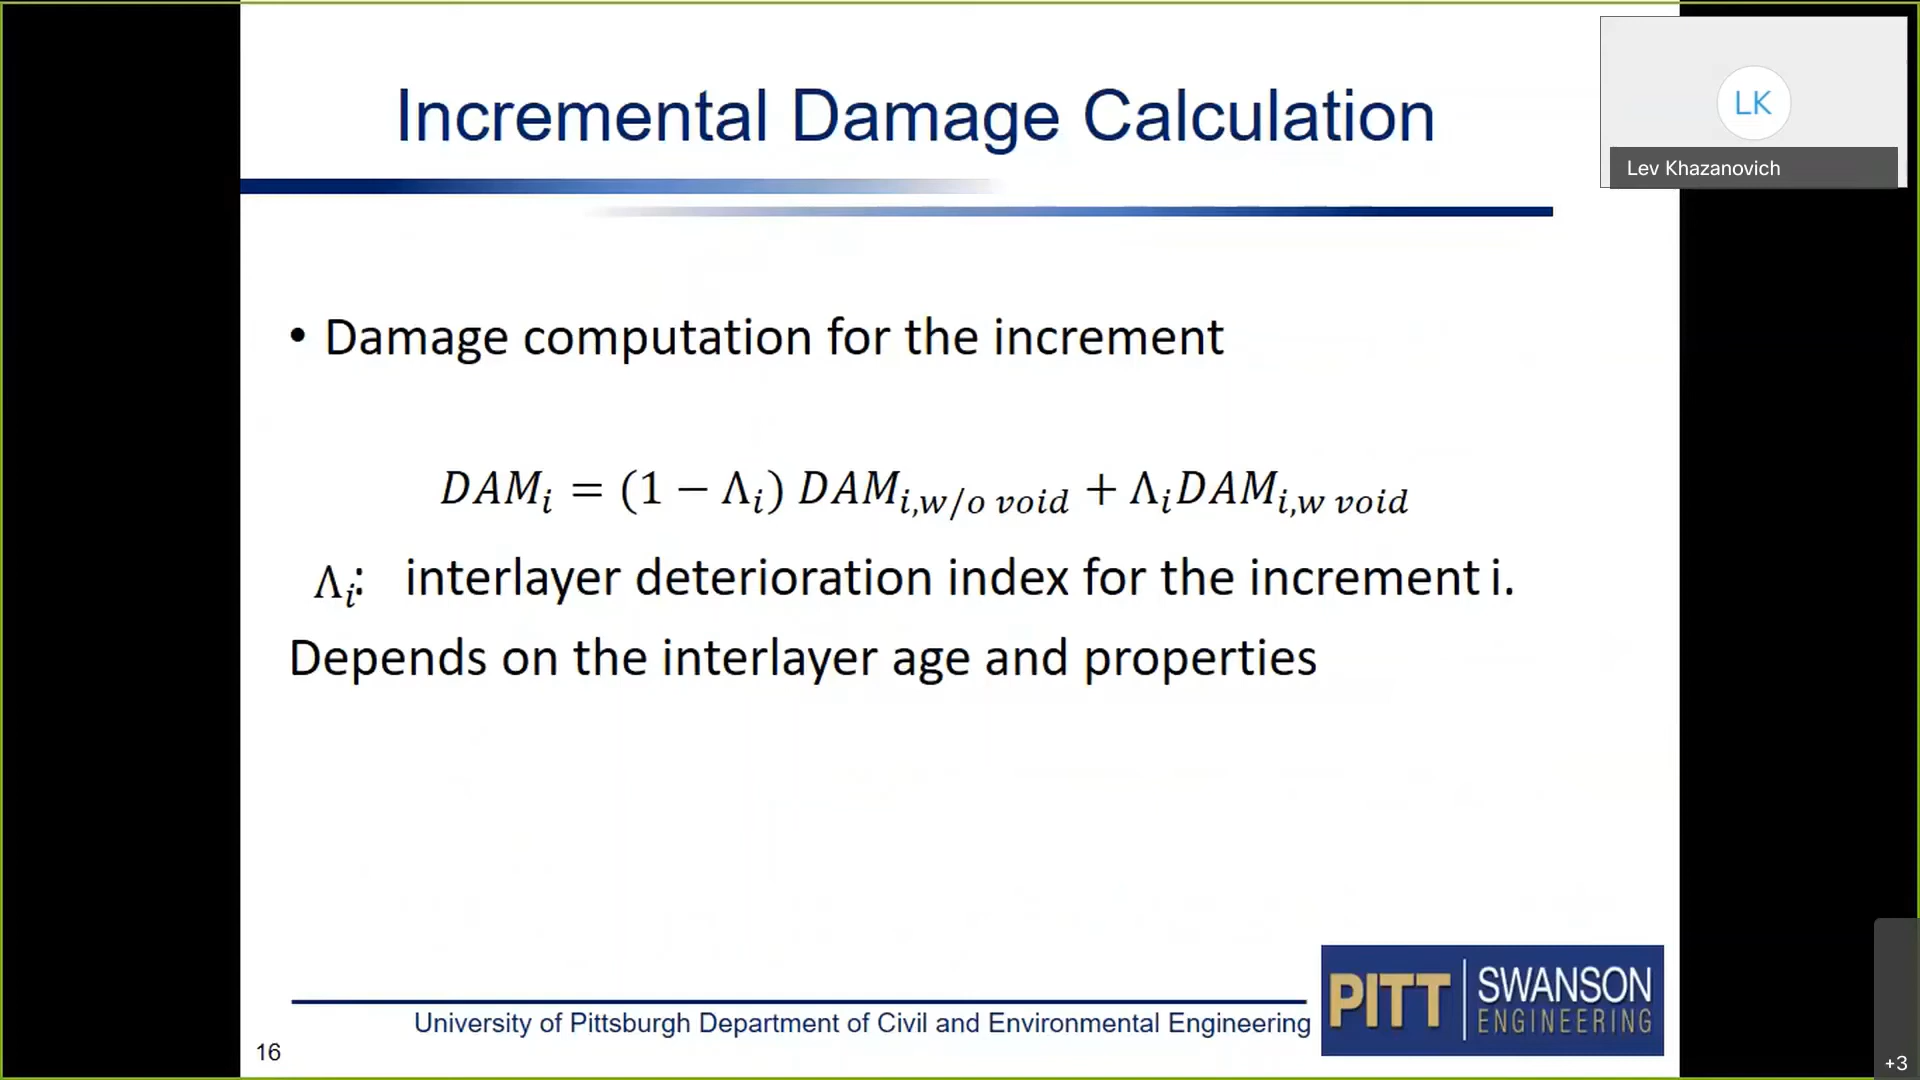 Incremental Damage Calculation
LK
Lev Khazanovich
• Damage computation for the increment
DAMᵢ = (1 − Λᵢ) DAM_{i,w/o void} + ΛᵢDAM_{i,w void}
Λᵢ: interlayer deterioration index for the increment i.
Depends on the interlayer age and properties
University of Pittsburgh Department of Civil and Environmental Engineering
PITT SWANSON
ENGINEERING
16
+3